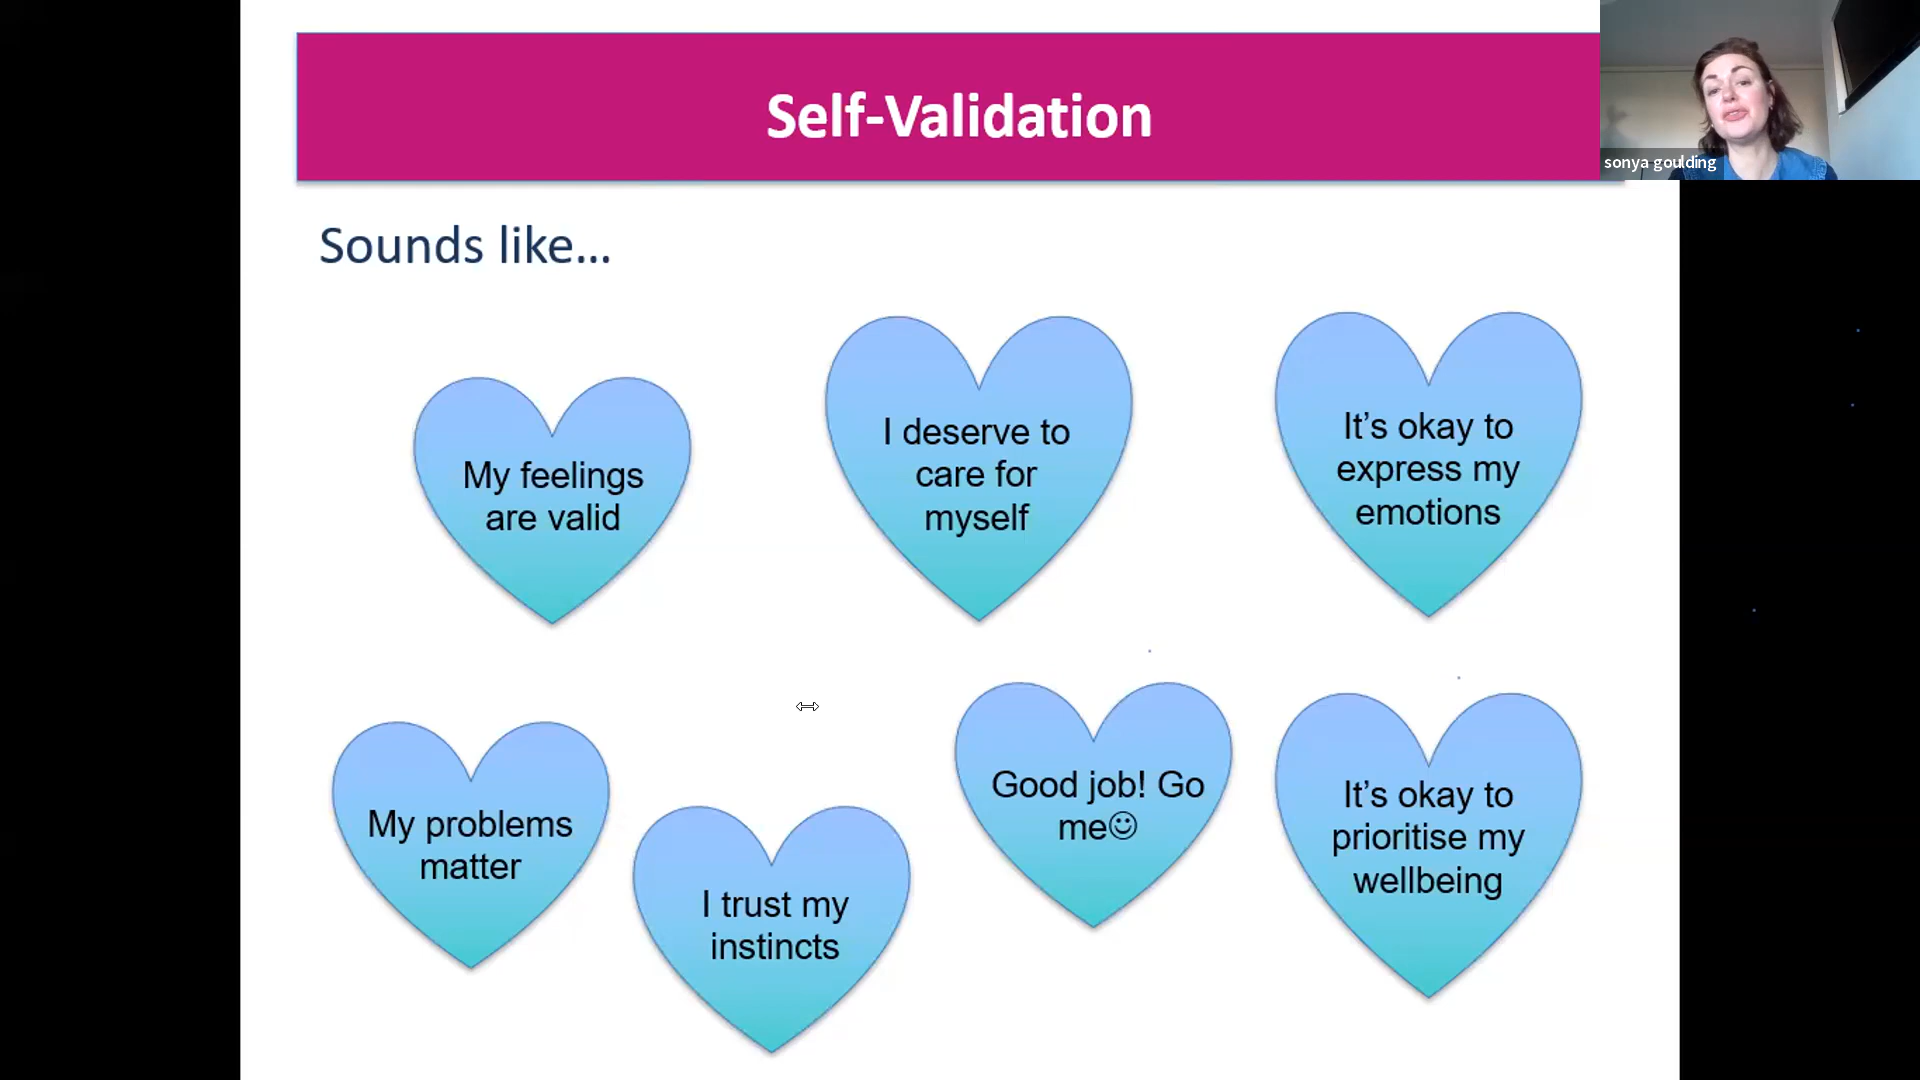 Self-Validation
sonya goulding
Sounds like...
My feelings
are valid
I deserve to
care for
myself
It's okay to
express my
emotions
My problems
matter
I trust my
instincts
Good job! Go
me☺
It's okay to
prioritise my
wellbeing